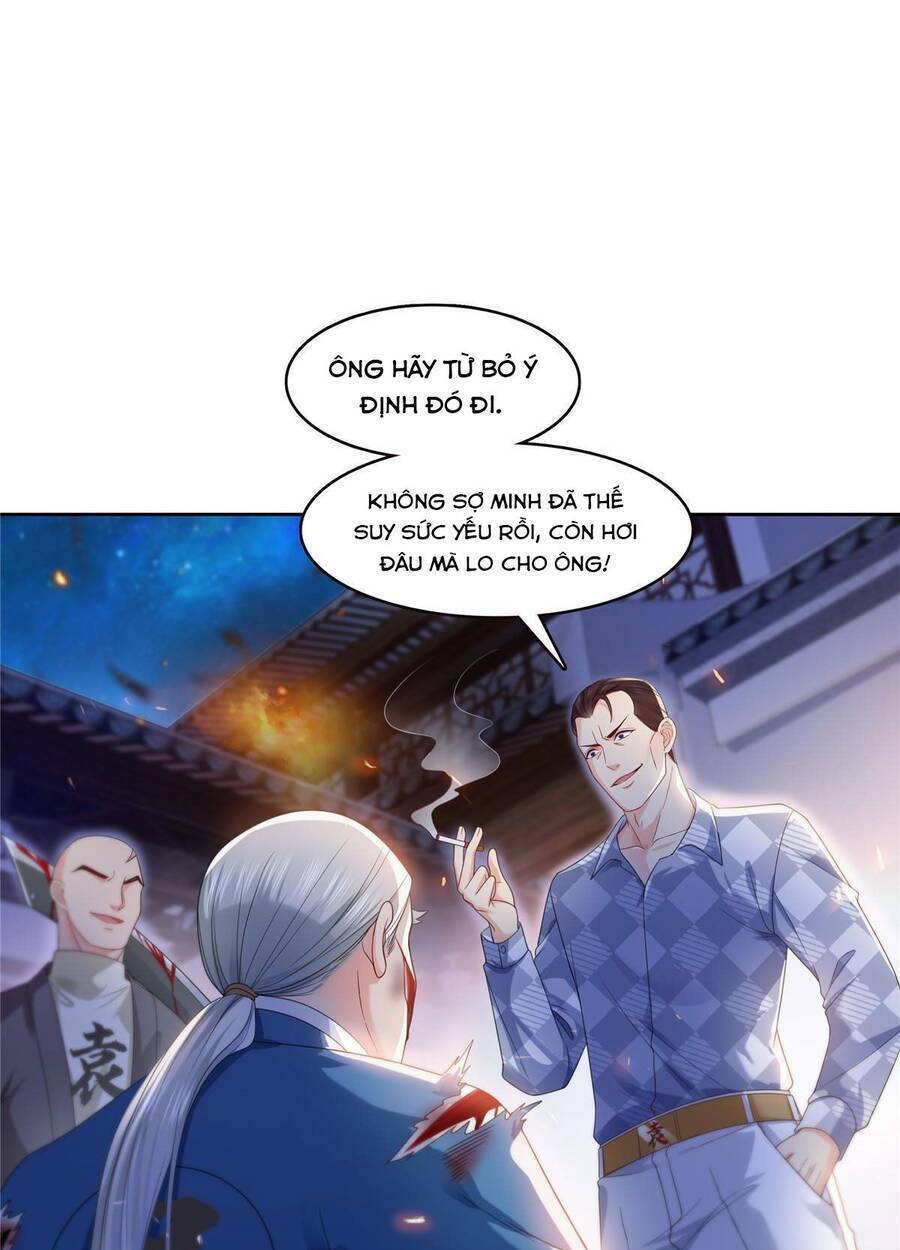 ÔNG HÃY TỪ BỎ Ý
ĐỊNH ĐÓ ĐI.
KHÔNG SỢ MINH ĐÃ THẾ
SUY SỨC YẾU RỒI, CÒN HƠI
ĐÂU MÀ LO CHO ÔNG!
袁
袁